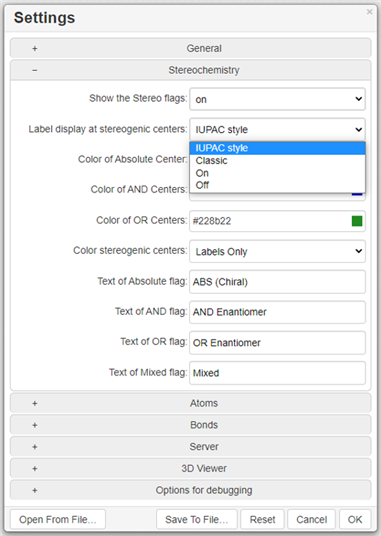 Settings
×
+ General
− Stereochemistry
Show the Stereo flags: on
Label display at stereogenic centers: IUPAC style
IUPAC style
Color of Absolute Center: Classic
On
Color of AND Centers: Off
Color of OR Centers: #228b22
Color stereogenic centers: Labels Only
Text of Absolute flag: ABS (Chiral)
Text of AND flag: AND Enantiomer
Text of OR flag: OR Enantiomer
Text of Mixed flag: Mixed
+ Atoms
+ Bonds
+ Server
+ 3D Viewer
+ Options for debugging
Open From File... Save To File... Reset Cancel OK